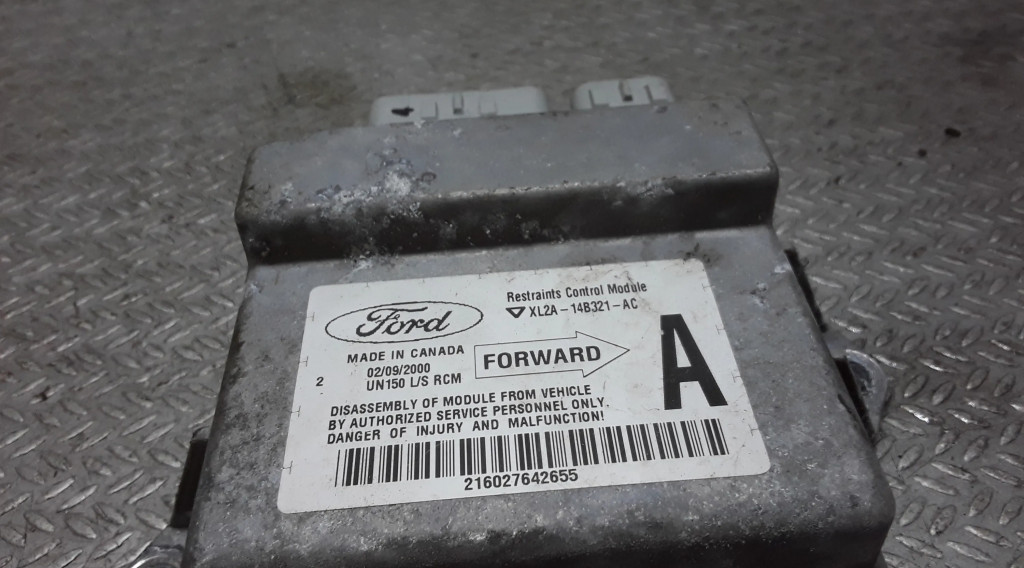 Ford
Restraints Control Module
XL2A-14B321-AC
MADE IN CANADA
02/09/2000
UN150 L/S RCM
2
FORWARD
A
DISASSEMBLY OF MODULE FROM VEHICLE
BY AUTHORIZED SERVICE PERSONNEL ONLY.
DANGER OF INJURY AND MALFUNCTION!
216027642655